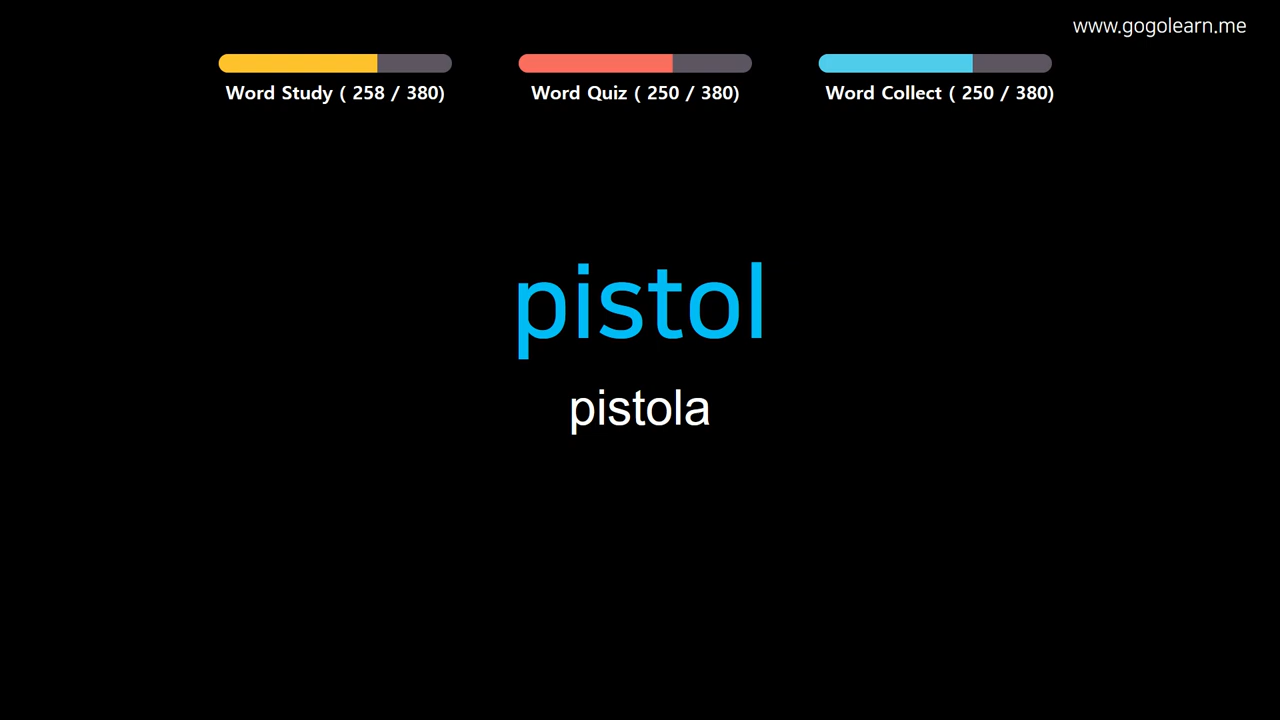 www.gogolearn.me
Word Study ( 258 / 380)
Word Quiz ( 250 / 380)
Word Collect ( 250 / 380)
pistol
pistola